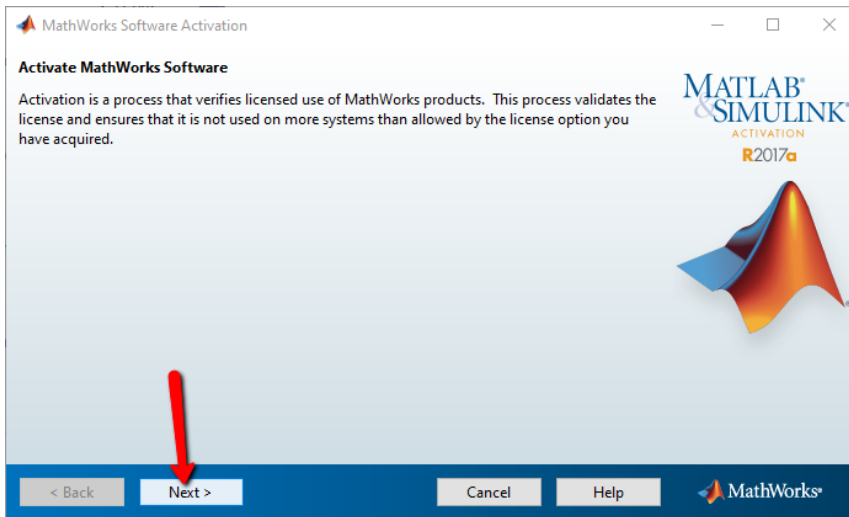 MathWorks Software Activation
Activate MathWorks Software
Activation is a process that verifies licensed use of MathWorks products.  This process validates the
license and ensures that it is not used on more systems than allowed by the license option you
have acquired.
MATLAB®
&SIMULINK®
ACTIVATION
R2017a
®
< Back
Next >
Cancel
Help
MathWorks®